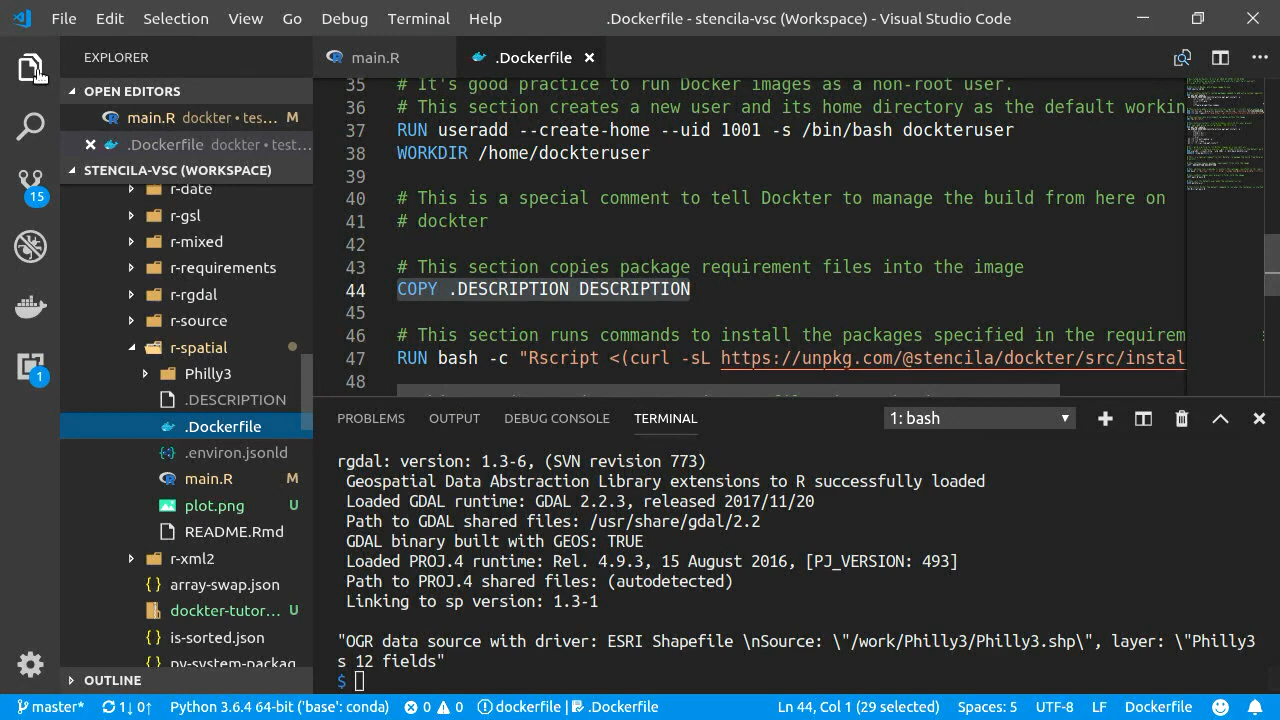 File Edit Selection View Go Debug Terminal Help .Dockerfile - stencila-vsc (Workspace) - Visual Studio Code
EXPLORER
OPEN EDITORS
main.R dockter • tes... M
.Dockerfile dockter • test...
STENCILA-VSC (WORKSPACE)
r-date
r-gsl
r-mixed
r-requirements
r-rgdal
r-source
r-spatial
Philly3
.DESCRIPTION
.Dockerfile
.environ.jsonld
main.R M
plot.png U
README.Rmd
r-xml2
array-swap.json
dockter-tutor... U
is-sorted.json
py-system-packag
OUTLINE
15
1
main.R .Dockerfile
35 # It's good practice to run Docker images as a non-root user.
36 # This section creates a new user and its home directory as the default workin
37 RUN useradd --create-home --uid 1001 -s /bin/bash dockteruser
38 WORKDIR /home/dockteruser
39
40 # This is a special comment to tell Dockter to manage the build from here on
41 # dockter
42
43 # This section copies package requirement files into the image
44 COPY .DESCRIPTION DESCRIPTION
45
46 # This section runs commands to install the packages specified in the requirem
47 RUN bash -c "Rscript <(curl -sL https://unpkg.com/@stencila/dockter/src/instal
48
PROBLEMS OUTPUT DEBUG CONSOLE TERMINAL 1: bash
rgdal: version: 1.3-6, (SVN revision 773)
Geospatial Data Abstraction Library extensions to R successfully loaded
Loaded GDAL runtime: GDAL 2.2.3, released 2017/11/20
Path to GDAL shared files: /usr/share/gdal/2.2
GDAL binary built with GEOS: TRUE
Loaded PROJ.4 runtime: Rel. 4.9.3, 15 August 2016, [PJ_VERSION: 493]
Path to PROJ.4 shared files: (autodetected)
Linking to sp version: 1.3-1
"OGR data source with driver: ESRI Shapefile \nSource: \"/work/Philly3/Philly3.shp\", layer: \"Philly3
s 12 fields"
$
master* 1↓ 0↑ Python 3.6.4 64-bit ('base': conda) 0 0 dockerfile | .Dockerfile Ln 44, Col 1 (29 selected) Spaces: 5 UTF-8 LF Dockerfile